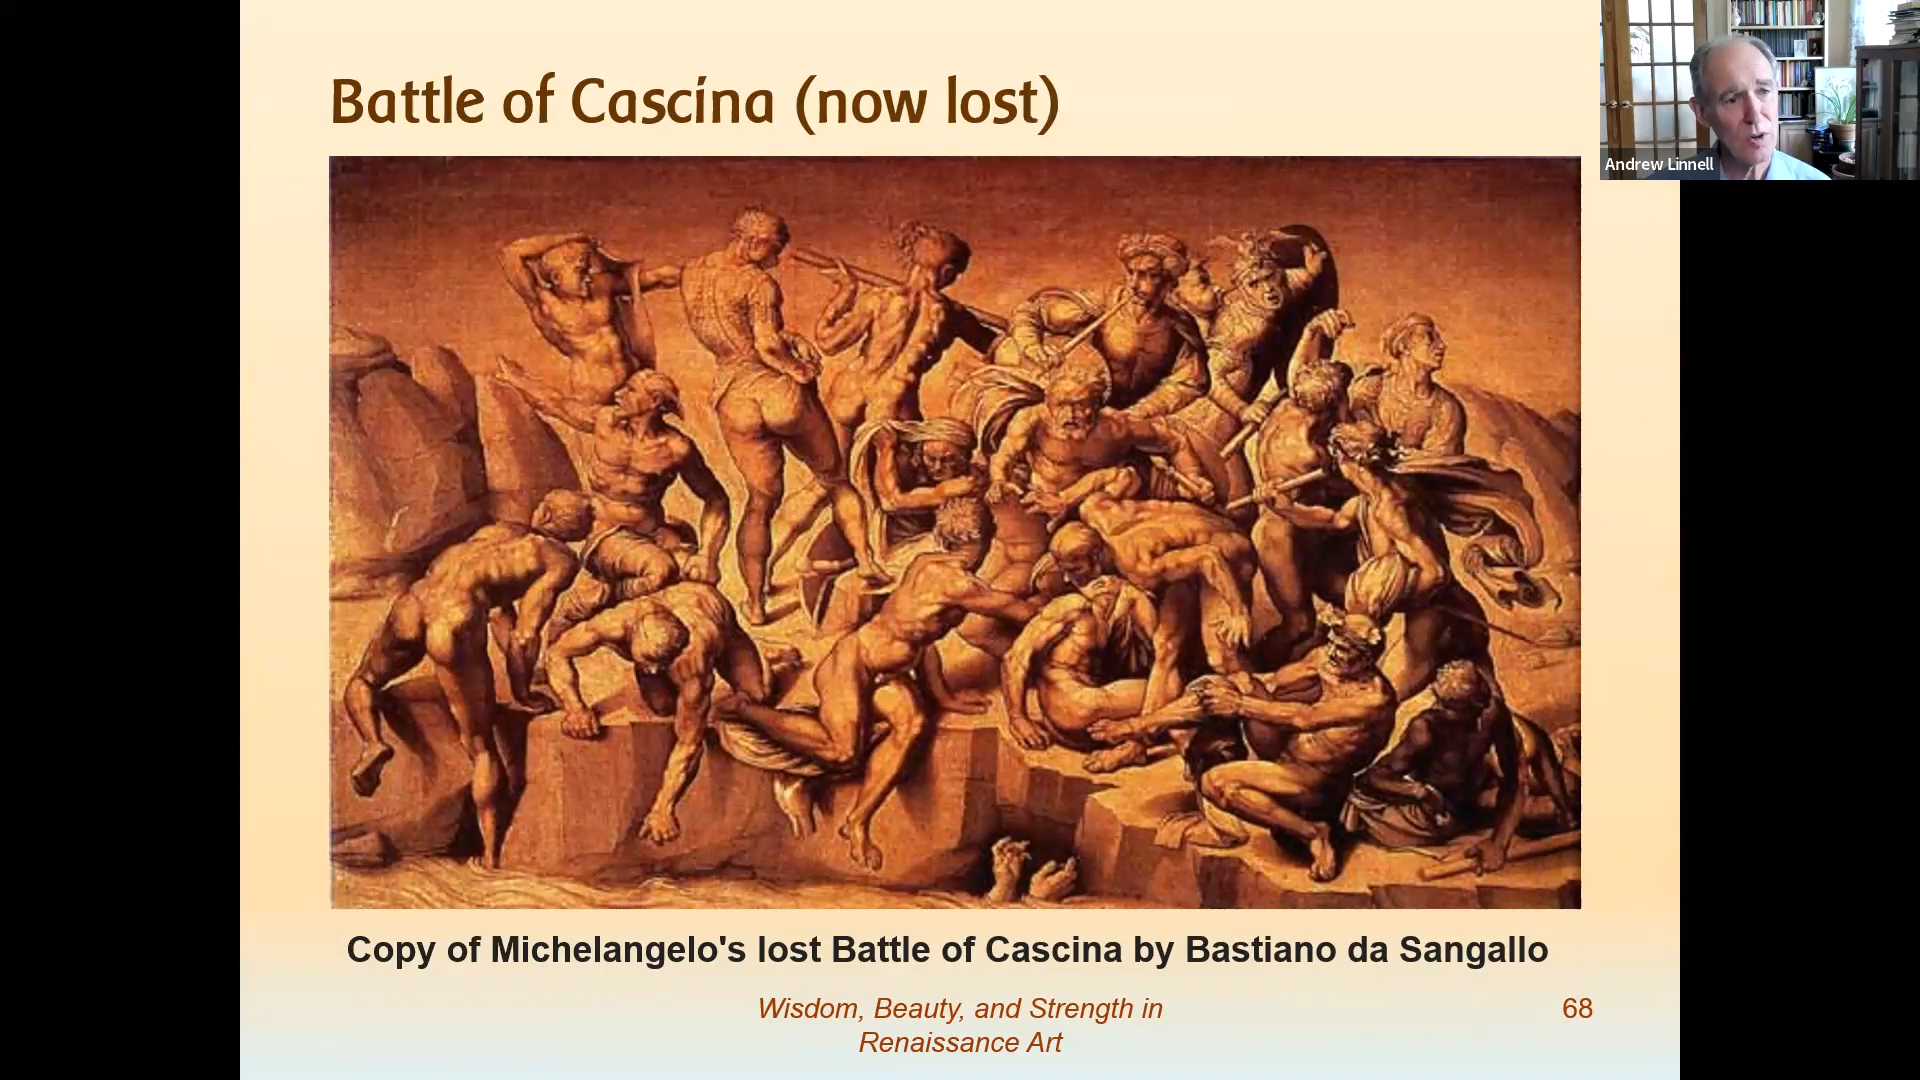 Battle of Cascina (now lost)
Andrew Linnell
Copy of Michelangelo's lost Battle of Cascina by Bastiano da Sangallo
Wisdom, Beauty, and Strength in
Renaissance Art
68